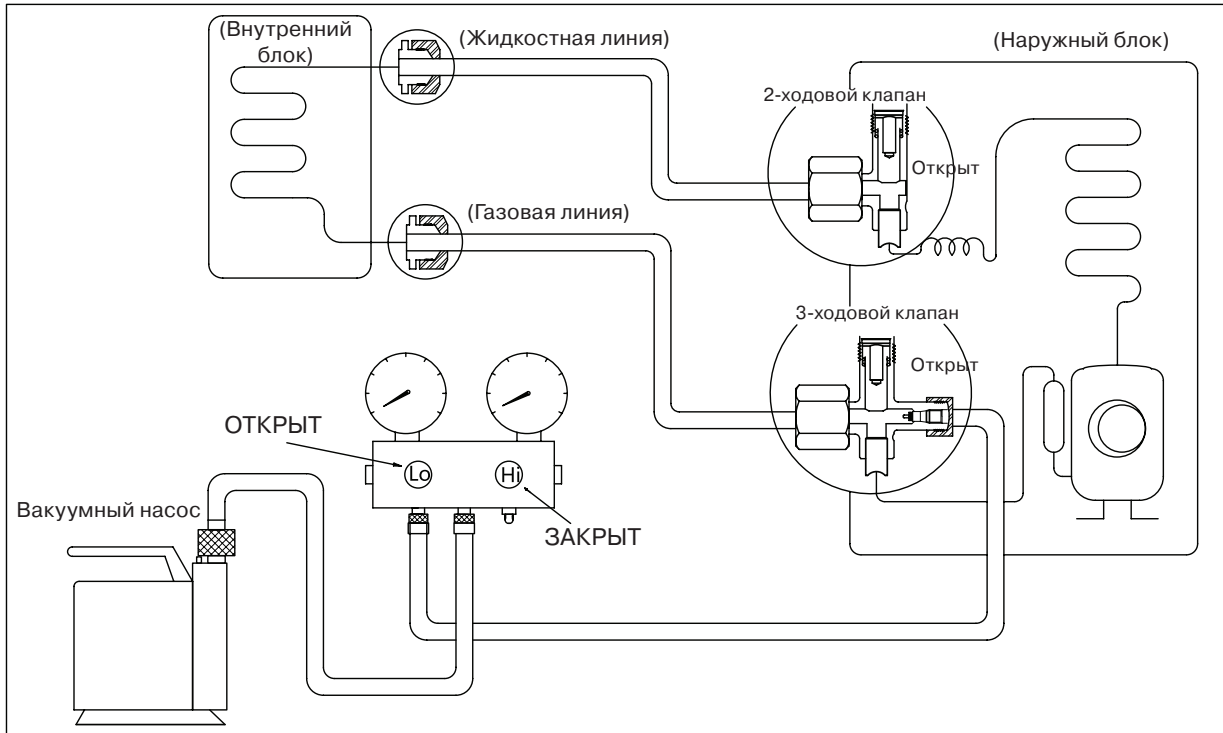 (Внутренний
блок)
(Жидкостная линия)
(Наружный блок)
2-ходовой клапан
Открыт
(Газовая линия)
3-ходовой клапан
Открыт
ОТКРЫТ
Lo
Hi
ЗАКРЫТ
Вакуумный насос